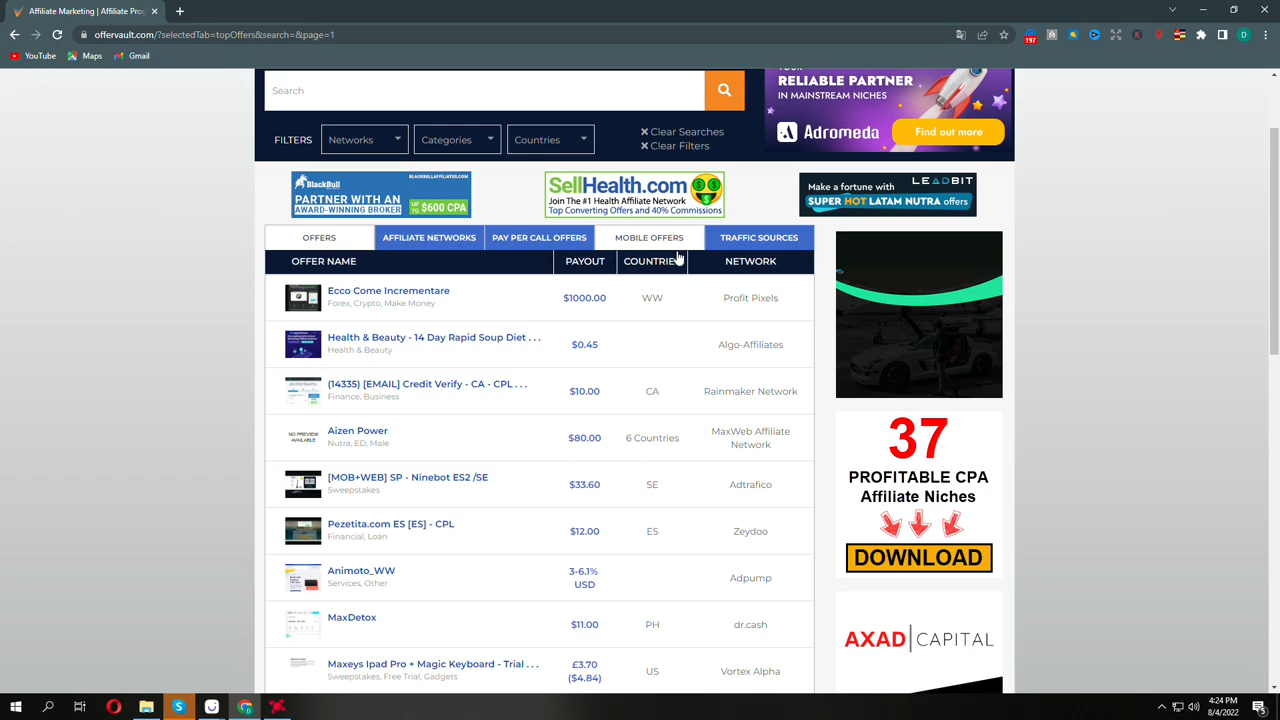 Affiliate Marketing | Affiliate Pro
offervault.com/?selectedTab=topOffers&search=&page=1
197
D
YouTube
Maps
Gmail
Search
FILTERS
Networks
Categories
Countries
Clear Searches
Clear Filters
RELIABLE PARTNER
IN MAINSTREAM NICHES
Adromeda
Find out more
BlackBull
BLACKBULLAFFILIATES.COM
PARTNER WITH AN
AWARD-WINNING BROKER
UP TO $600 CPA
SellHealth.com
Join The #1 Health Affiliate Network
Top Converting Offers and 40% Commissions
LEADBIT
Make a fortune with
SUPER HOT LATAM NUTRA offers
OFFERS
AFFILIATE NETWORKS
PAY PER CALL OFFERS
MOBILE OFFERS
TRAFFIC SOURCES
OFFER NAME
PAYOUT
COUNTRIES
NETWORK
Ecco Come Incrementare
Forex, Crypto, Make Money
$1000.00
WW
Profit Pixels
Health & Beauty - 14 Day Rapid Soup Diet . . .
Health & Beauty
$0.45
Algo-Affiliates
(14335) [EMAIL] Credit Verify - CA - CPL . . .
Finance, Business
$10.00
CA
Rainmaker Network
NO PREVIEW
AVAILABLE
Aizen Power
Nutra, ED, Male
$80.00
6 Countries
MaxWeb Affiliate
Network
[MOB+WEB] SP - Ninebot ES2 /SE
Sweepstakes
$33.60
SE
Adtrafico
Pezetita.com ES [ES] - CPL
Financial, Loan
$12.00
ES
Zeydoo
Animoto_WW
Services, Other
3-6.1%
USD
Adpump
MaxDetox
$11.00
PH
dr.cash
Maxeys Ipad Pro + Magic Keyboard - Trial . . .
Sweepstakes, Free Trial, Gadgets
£3.70
($4.84)
US
Vortex Alpha
37
PROFITABLE CPA
Affiliate Niches
DOWNLOAD
AXAD|CAPITAL
4:24 PM
8/4/2022
5